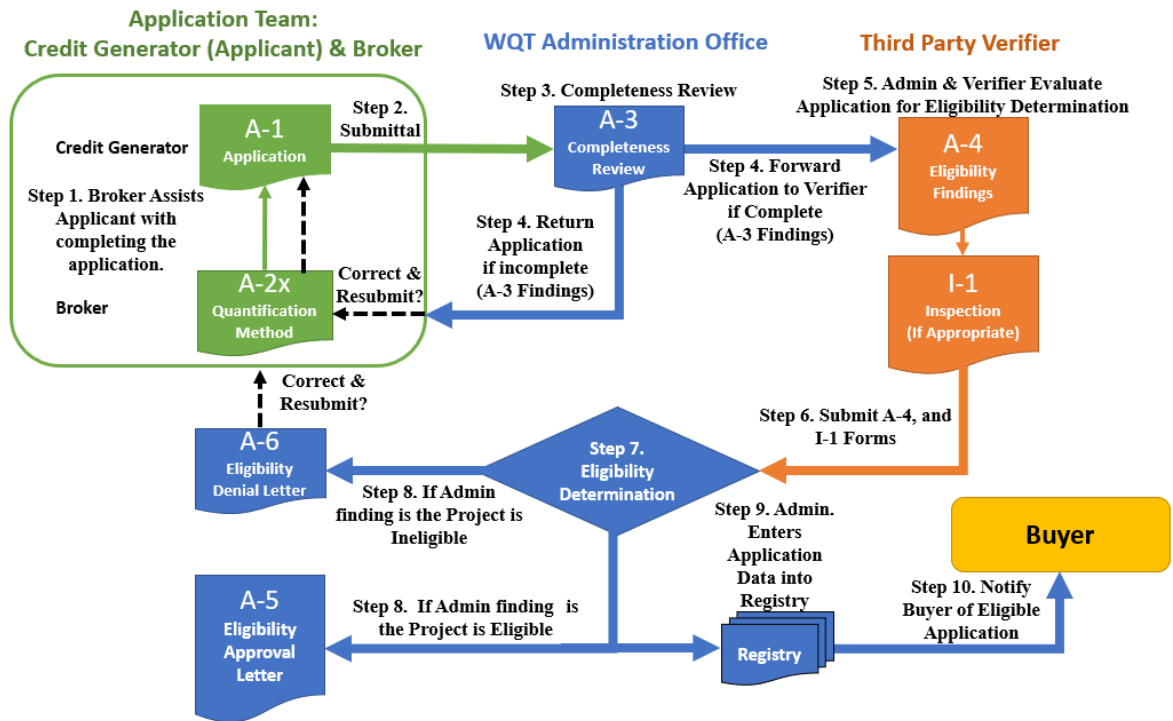 Application Team:
Credit Generator (Applicant) & Broker
WQT Administration Office
Third Party Verifier
Credit Generator
A-1
Application
Step 2.
Submittal
Step 1. Broker Assists
Applicant with
completing the
application.
Broker
A-2x
Quantification
Method
Correct &
Resubmit?
Step 3. Completeness Review
A-3
Completeness
Review
Step 4. Return
Application
if incomplete
(A-3 Findings)
Step 4. Forward
Application to Verifier
if Complete
(A-3 Findings)
Step 5. Admin & Verifier Evaluate
Application for Eligibility Determination
A-4
Eligibility
Findings
I-1
Inspection
(If Appropriate)
Step 6. Submit A-4, and
I-1 Forms
Step 7.
Eligibility
Determination
Correct &
Resubmit?
A-6
Eligibility
Denial Letter
Step 8. If Admin
finding is the Project is
Ineligible
A-5
Eligibility
Approval
Letter
Step 8. If Admin finding is
the Project is Eligible
Step 9. Admin.
Enters
Application
Data into
Registry
Registry
Step 10. Notify
Buyer of Eligible
Application
Buyer